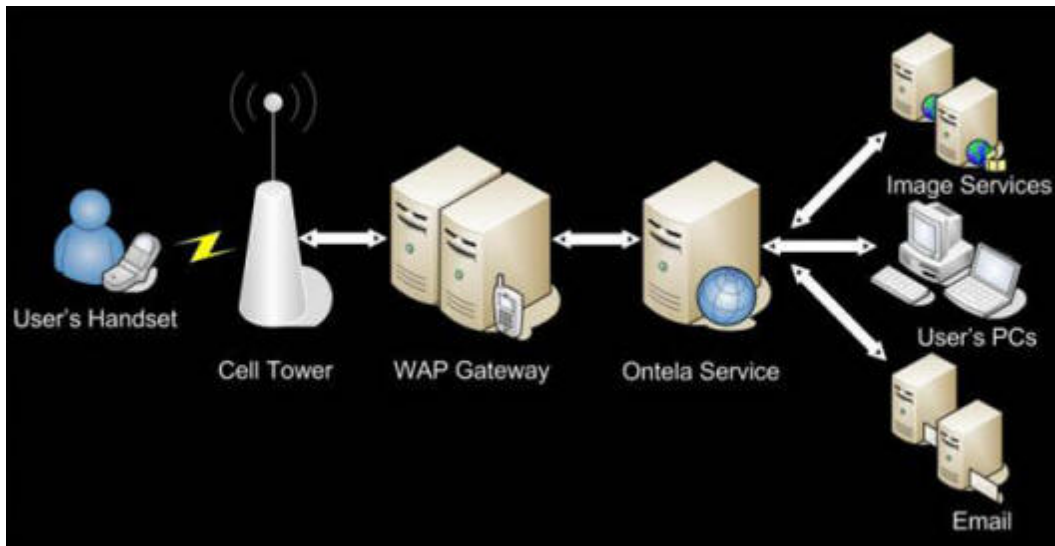 User's Handset
Cell Tower
WAP Gateway
Ontela Service
Image Services
User's PCs
Email